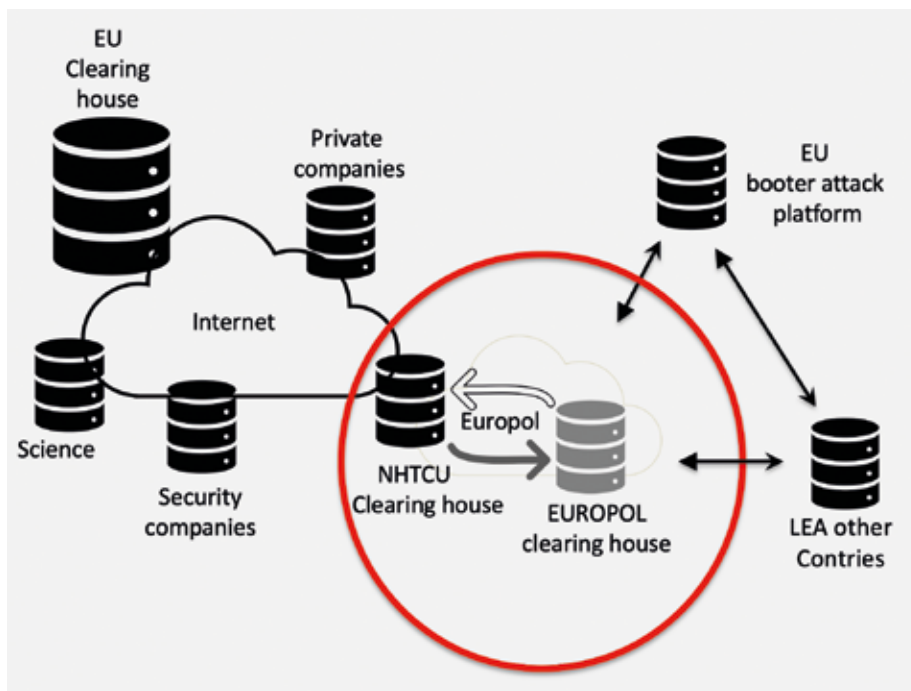 EU
Clearing
house
Private
companies
EU
booter attack
platform
Internet
Europol
Science
NHTCU
Clearing house
Security
companies
EUROPOL
clearing house
LEA other
Contries